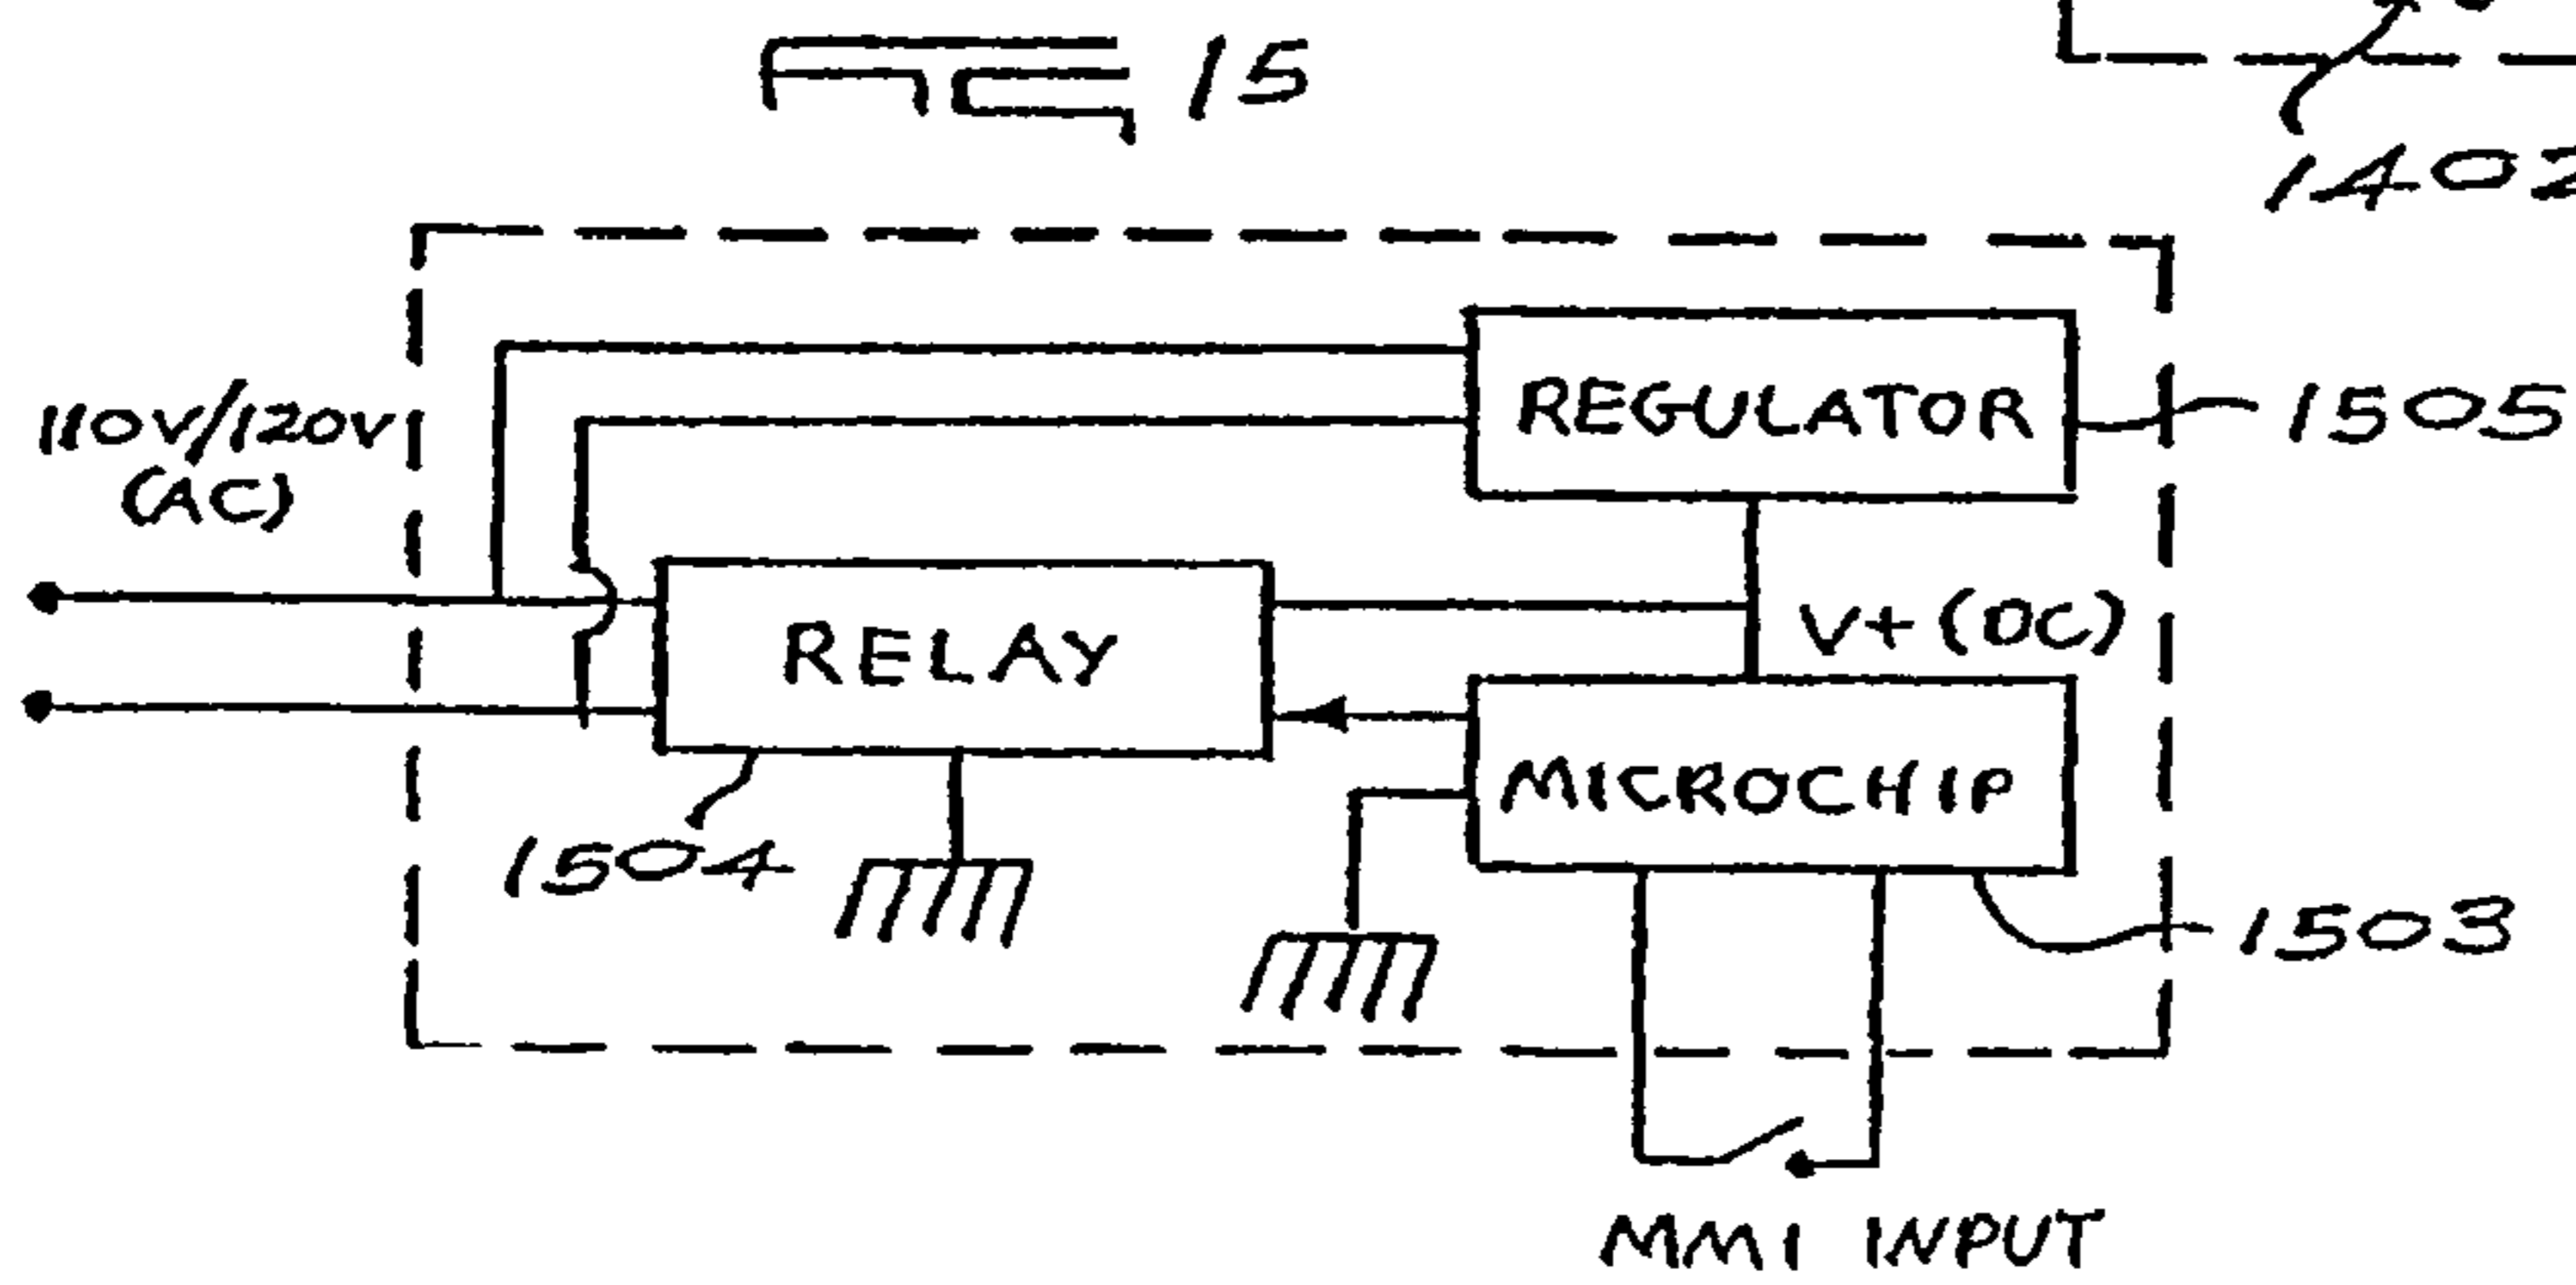 FIG 15
1402
110V/120V
(AC)
REGULATOR
1505
RELAY
V+ (DC)
MICROCHIP
1504
1503
MMI INPUT